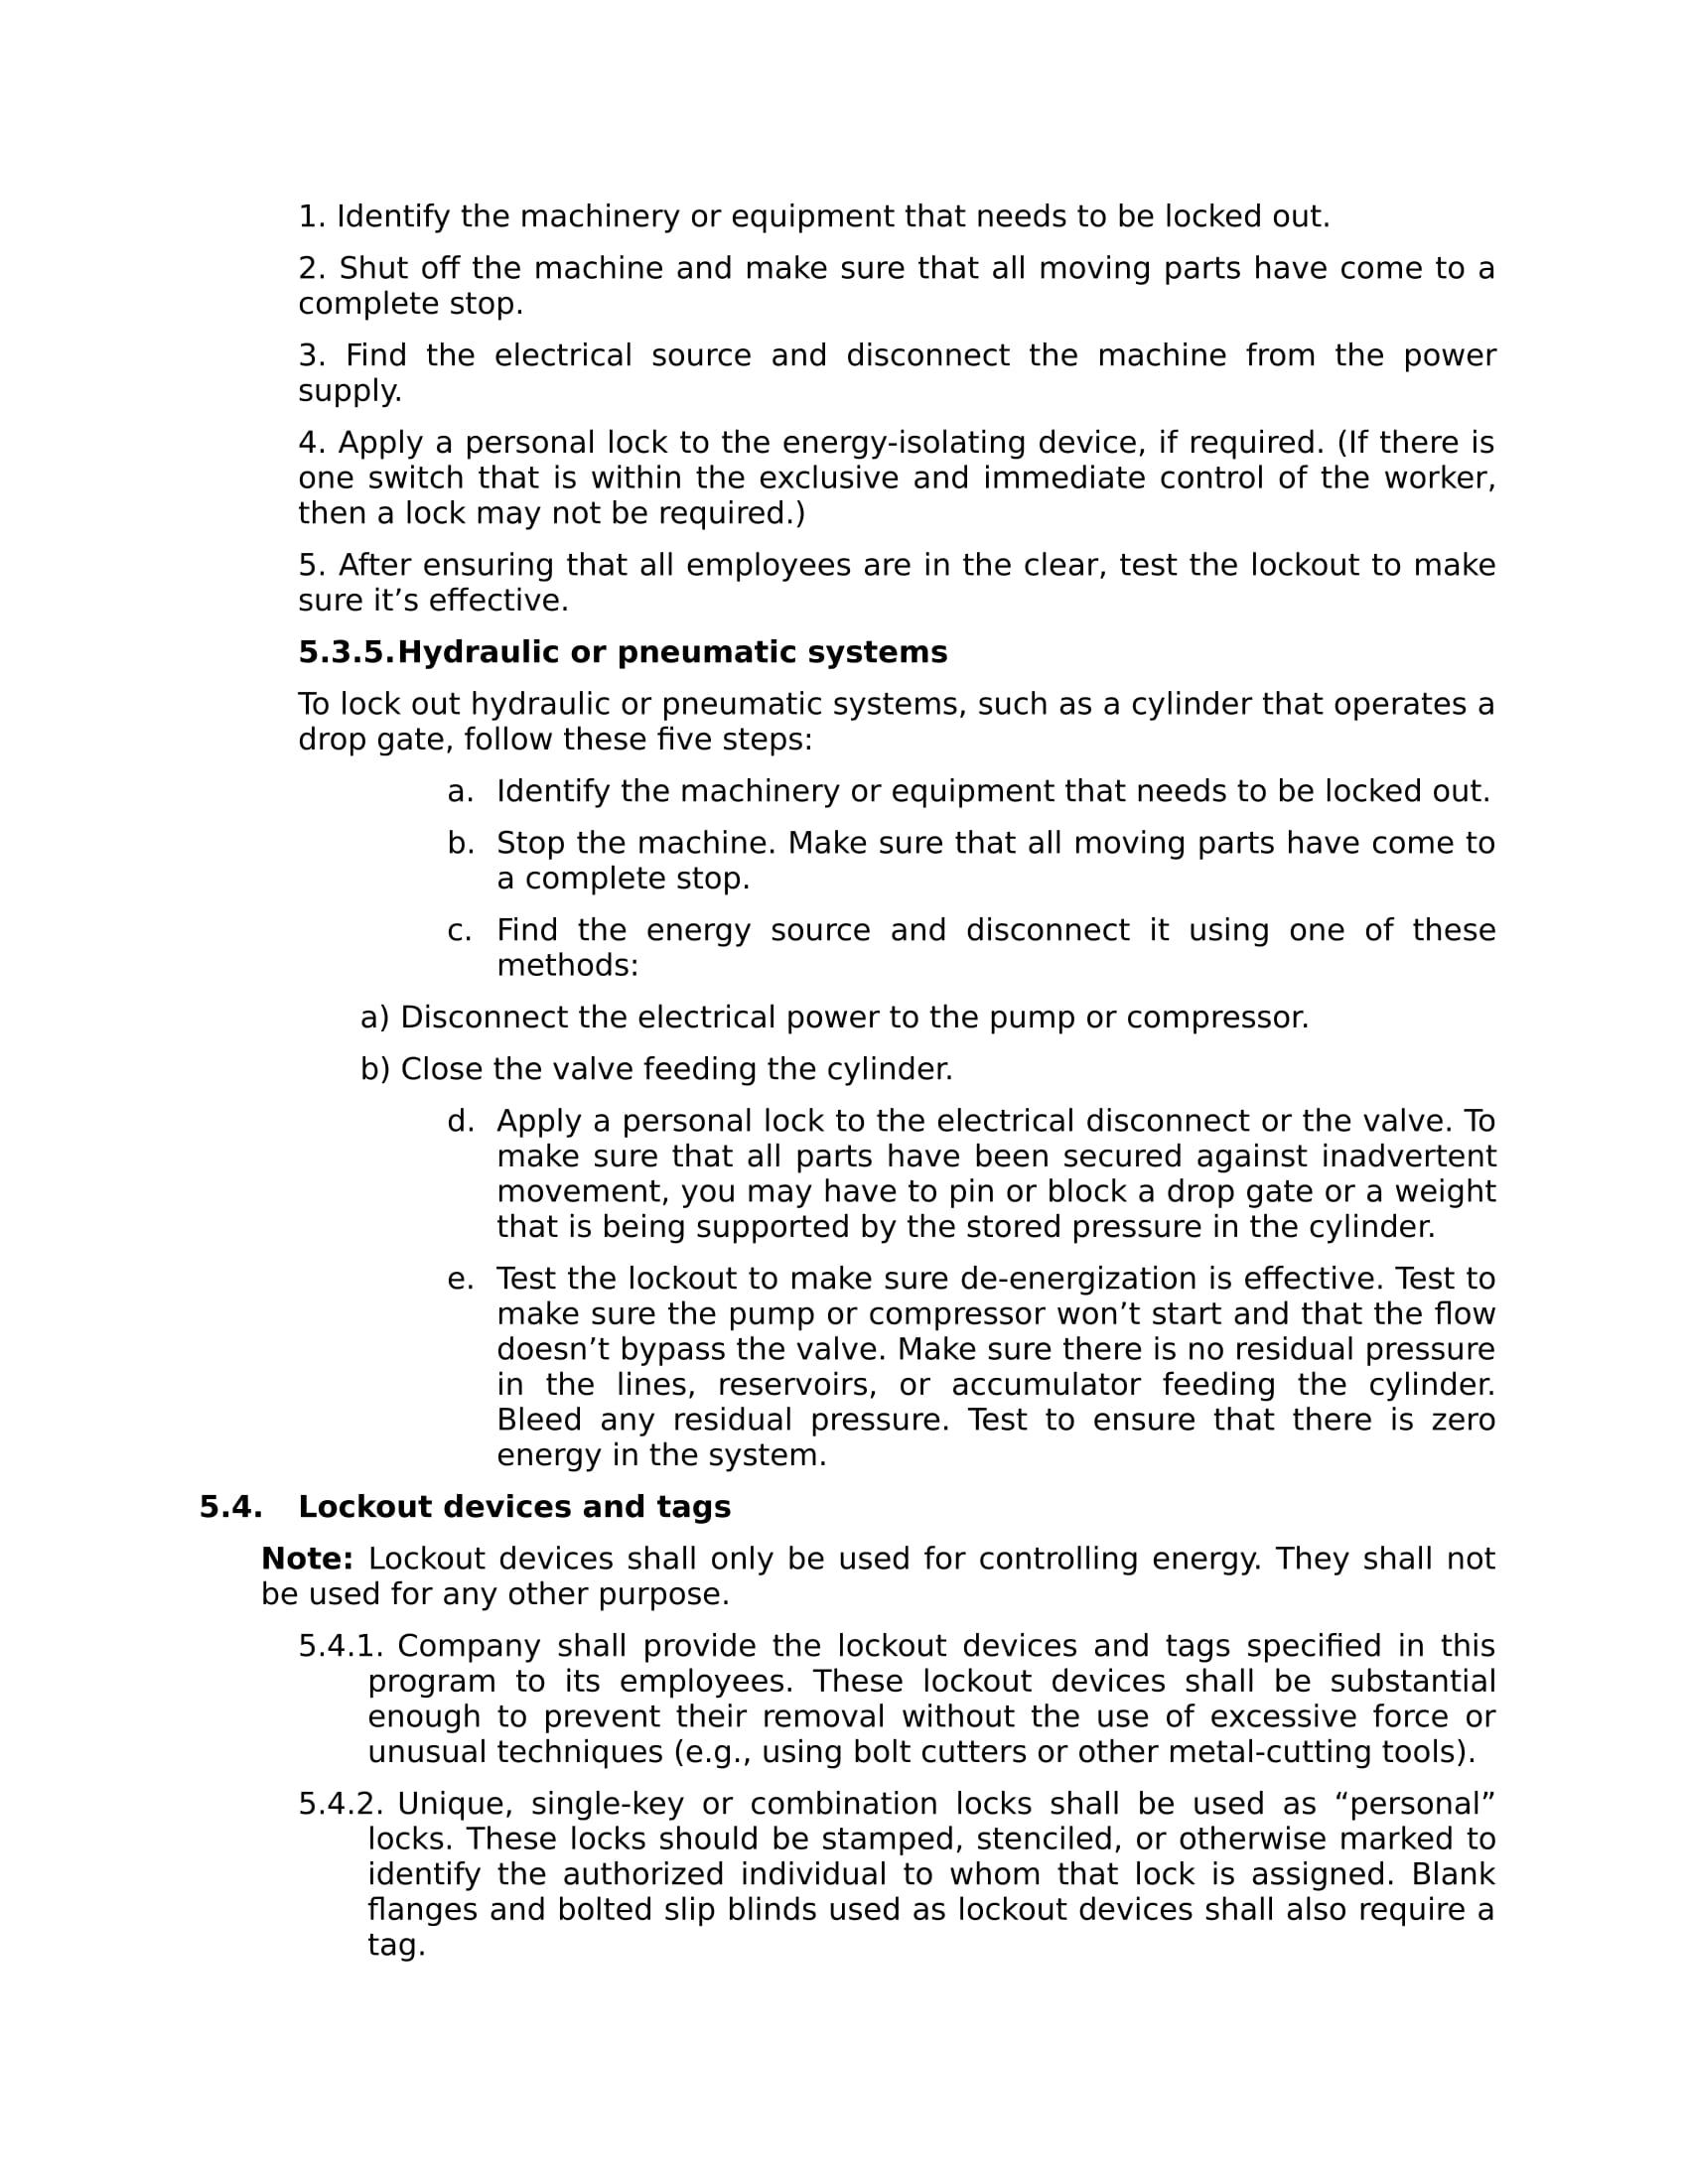 1. Identify the machinery or equipment that needs to be locked out.
2. Shut off the machine and make sure that all moving parts have come to a
complete stop.
3. Find the electrical source and disconnect the machine from the power
supply.
4. Apply a personal lock to the energy-isolating device, if required. (If there is
one switch that is within the exclusive and immediate control of the worker,
then a lock may not be required.)
5. After ensuring that all employees are in the clear, test the lockout to make
sure it’s effective.
5.3.5. Hydraulic or pneumatic systems
To lock out hydraulic or pneumatic systems, such as a cylinder that operates a
drop gate, follow these five steps:
a. Identify the machinery or equipment that needs to be locked out.
b. Stop the machine. Make sure that all moving parts have come to
a complete stop.
c. Find the energy source and disconnect it using one of these
methods:
a) Disconnect the electrical power to the pump or compressor.
b) Close the valve feeding the cylinder.
d. Apply a personal lock to the electrical disconnect or the valve. To
make sure that all parts have been secured against inadvertent
movement, you may have to pin or block a drop gate or a weight
that is being supported by the stored pressure in the cylinder.
e. Test the lockout to make sure de-energization is effective. Test to
make sure the pump or compressor won’t start and that the flow
doesn’t bypass the valve. Make sure there is no residual pressure
in the lines, reservoirs, or accumulator feeding the cylinder.
Bleed any residual pressure. Test to ensure that there is zero
energy in the system.
5.4. Lockout devices and tags
Note: Lockout devices shall only be used for controlling energy. They shall not
be used for any other purpose.
5.4.1. Company shall provide the lockout devices and tags specified in this
program to its employees. These lockout devices shall be substantial
enough to prevent their removal without the use of excessive force or
unusual techniques (e.g., using bolt cutters or other metal-cutting tools).
5.4.2. Unique, single-key or combination locks shall be used as “personal”
locks. These locks should be stamped, stenciled, or otherwise marked to
identify the authorized individual to whom that lock is assigned. Blank
flanges and bolted slip blinds used as lockout devices shall also require a
tag.